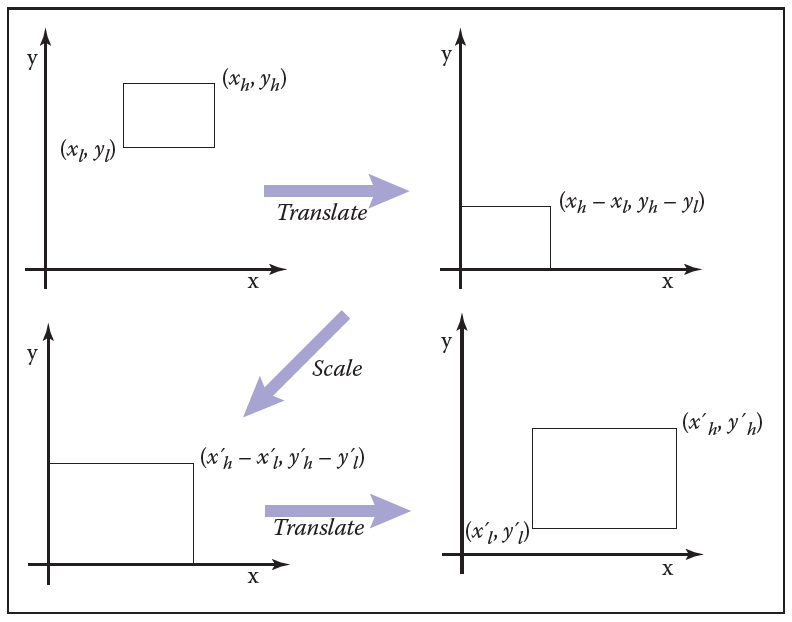 y
(x_h, y_h)
(x_l, y_l)
Translate
x
y
(x_h – x_l, y_h – y_l)
x
Scale
y
(x´_h – x´_l, y´_h – y´_l)
Translate
x
y
(x´_h, y´_h)
(x´_l, y´_l)
x